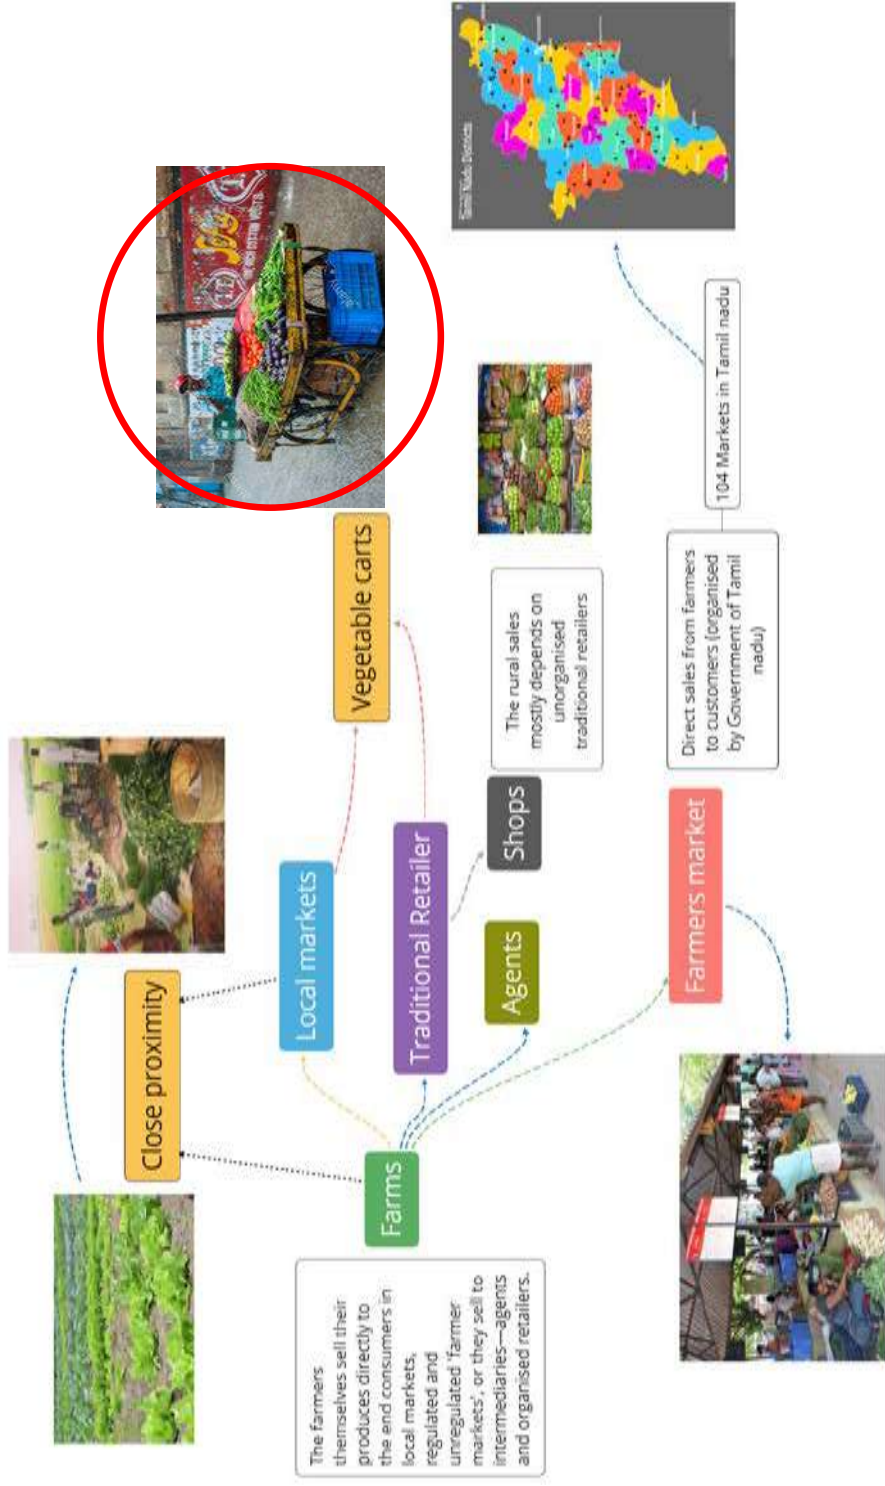 Close proximity
The farmers
themselves sell their
produces directly to
the end consumers in
local markets,
regulated and
unregulated 'farmer
markets', or they sell to
intermediaries—agents
and organised retailers.
Farms
Local markets
Traditional Retailer
Agents
Farmers market
Vegetable carts
Shops
The rural sales
mostly depends on
unorganised
traditional retailers
Direct sales from farmers
to customers (organised
by Government of Tamil
nadu)
104 Markets in Tamil nadu
Tamil Nadu Districts
alamy